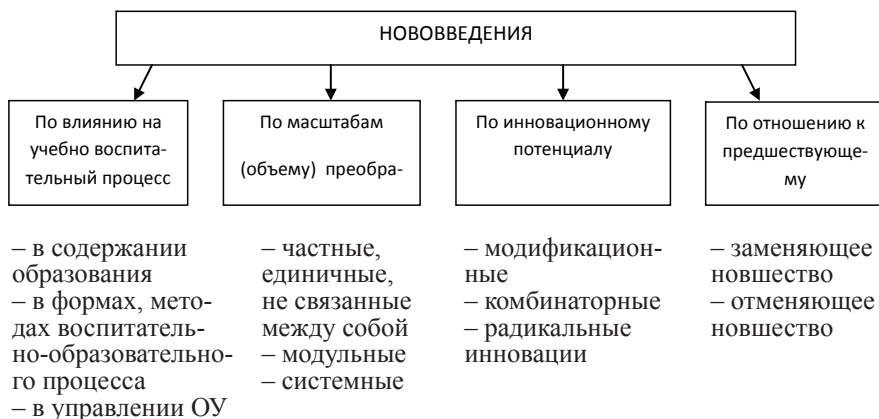 НОВОВВЕДЕНИЯ
По влиянию на
учебно воспита-
тельный процесс
По масштабам
(объему) преобра-
По инновационному
потенциалу
По отношению к
предшествующе-
му
– в содержании
образования
– в формах, мето-
дах воспитатель-
но-образовательно-
го процесса
– в управлении ОУ
– частные,
единичные,
не связанные
между собой
– модульные
– системные
– модификацион-
ные
– комбинаторные
– радикальные
инновации
– заменяющее
новшество
– отменяющее
новшество